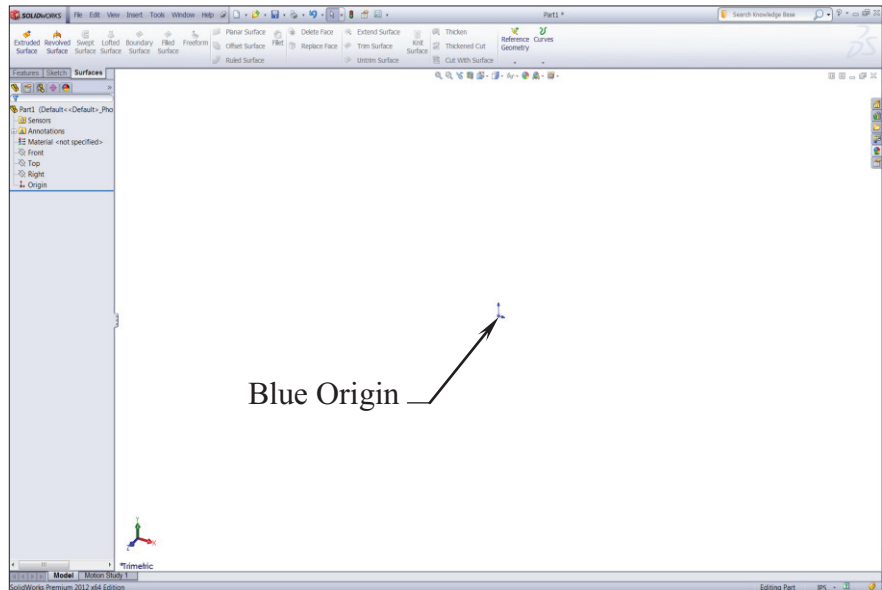 SOLIDWORKS File Edit View Insert Tools Window Help Part1 * Search Knowledge Base
Extruded Surface Revolved Surface Swept Surface Lofted Surface Boundary Surface Filled Surface Freeform Planar Surface Offset Surface Ruled Surface Fillet Delete Face Replace Face Extend Surface Trim Surface Untrim Surface Knit Surface Thicken Thickened Cut Cut With Surface Reference Geometry Curves
Features Sketch Surfaces
Part1 (Default<<Default>_Pho
Sensors
Annotations
Material <not specified>
Front
Top
Right
Origin
Blue Origin
Y
X
Z
*Trimetric
Model Motion Study 1
SolidWorks Premium 2012 x64 Edition Editing Part IPS